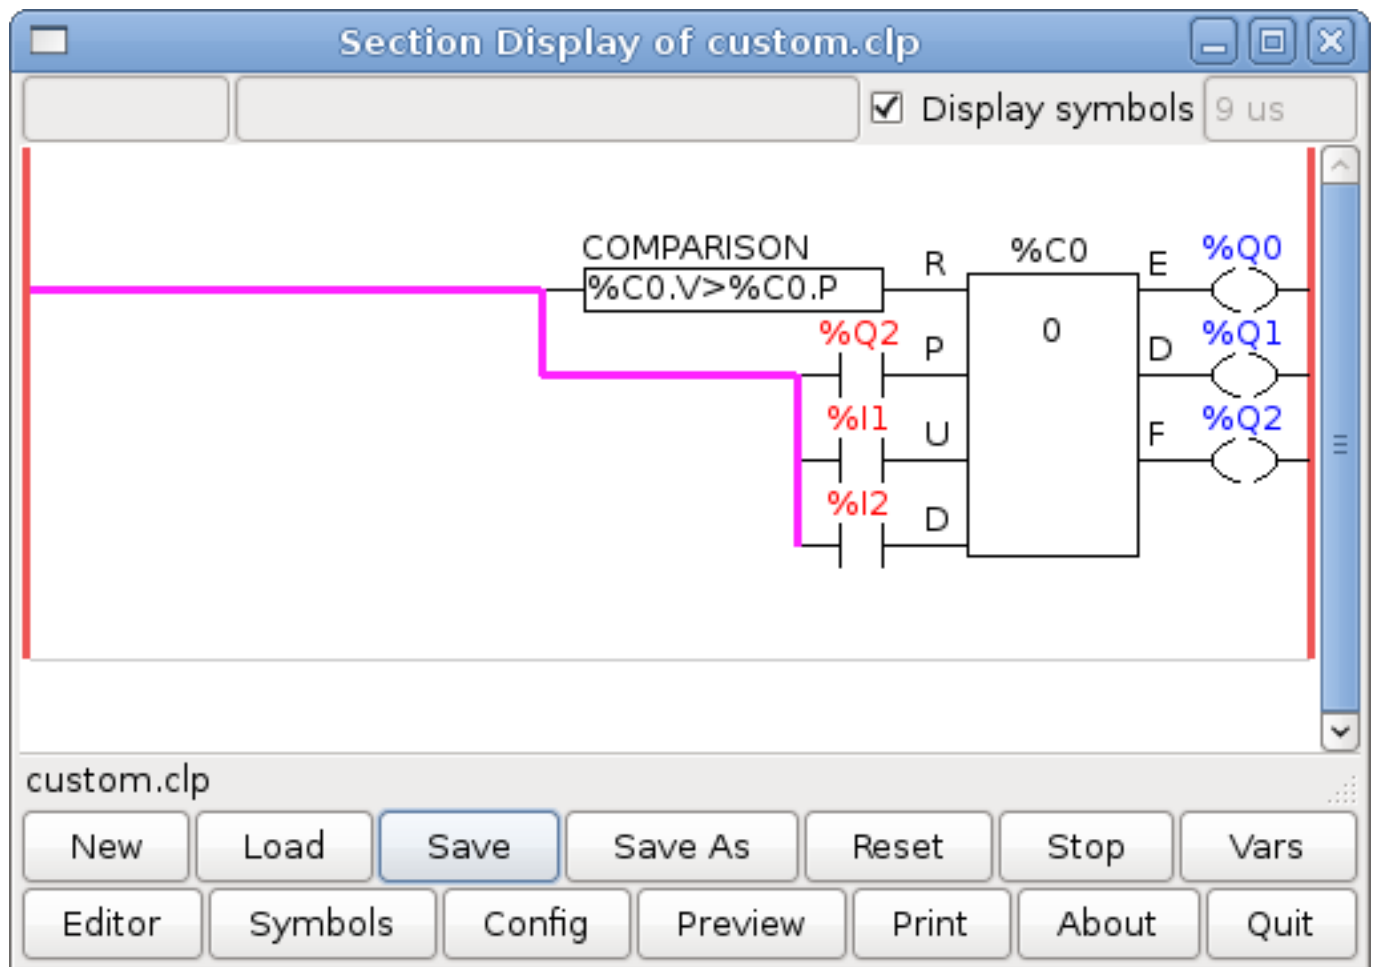 Section Display of custom.clp
Display symbols 9 us
COMPARISON R %C0 E %Q0
%C0.V>%C0.P
%Q2 P 0 D %Q1
%I1 U F %Q2
%I2 D
custom.clp
New Load Save Save As Reset Stop Vars
Editor Symbols Config Preview Print About Quit